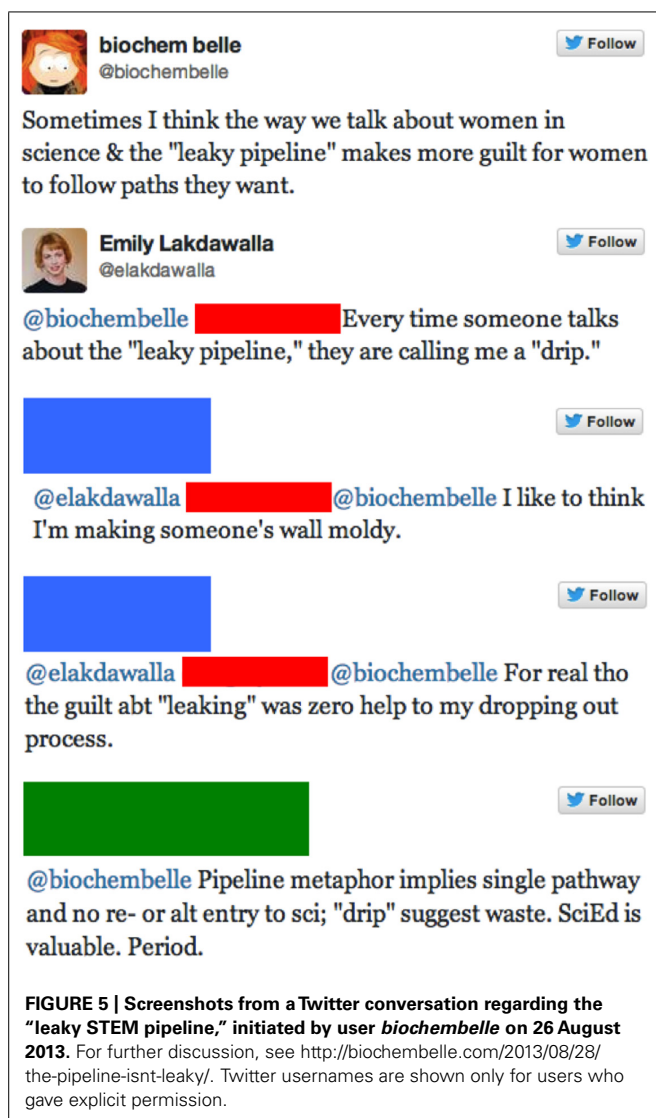 biochem belle
Follow
@biochembelle
Sometimes I think the way we talk about women in
science & the "leaky pipeline" makes more guilt for women
to follow paths they want.
Emily Lakdawalla
Follow
@elakdawalla
@biochembelle Every time someone talks
about the "leaky pipeline," they are calling me a "drip."
Follow
@elakdawalla @biochembelle I like to think
I'm making someone's wall moldy.
Follow
@elakdawalla @biochembelle For real tho
the guilt abt "leaking" was zero help to my dropping out
process.
Follow
@biochembelle Pipeline metaphor implies single pathway
and no re- or alt entry to sci; "drip" suggest waste. SciEd is
valuable. Period.
FIGURE 5 | Screenshots from a Twitter conversation regarding the
"leaky STEM pipeline," initiated by user biochembelle on 26 August
2013. For further discussion, see http://biochembelle.com/2013/08/28/
the-pipeline-isnt-leaky/. Twitter usernames are shown only for users who
gave explicit permission.